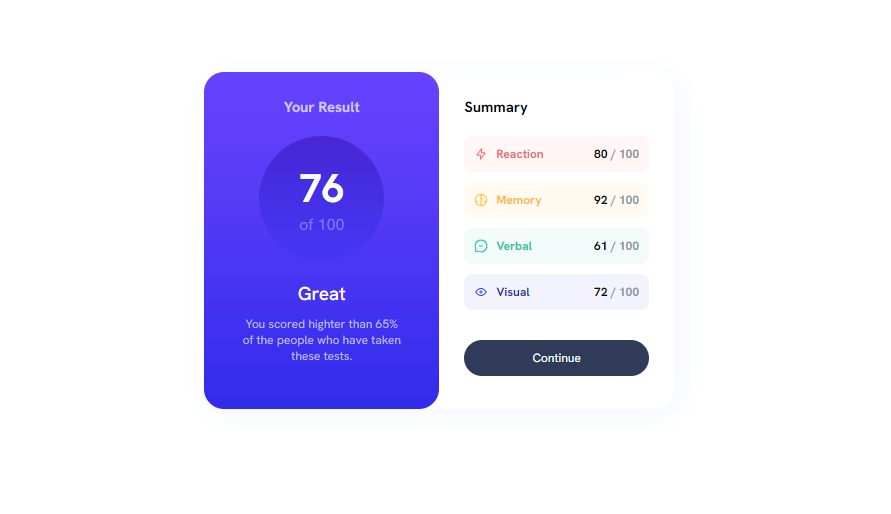 Your Result
76
of 100
Great
You scored highter than 65%
of the people who have taken
these tests.
Summary
Reaction 80 / 100
Memory 92 / 100
Verbal 61 / 100
Visual 72 / 100
Continue